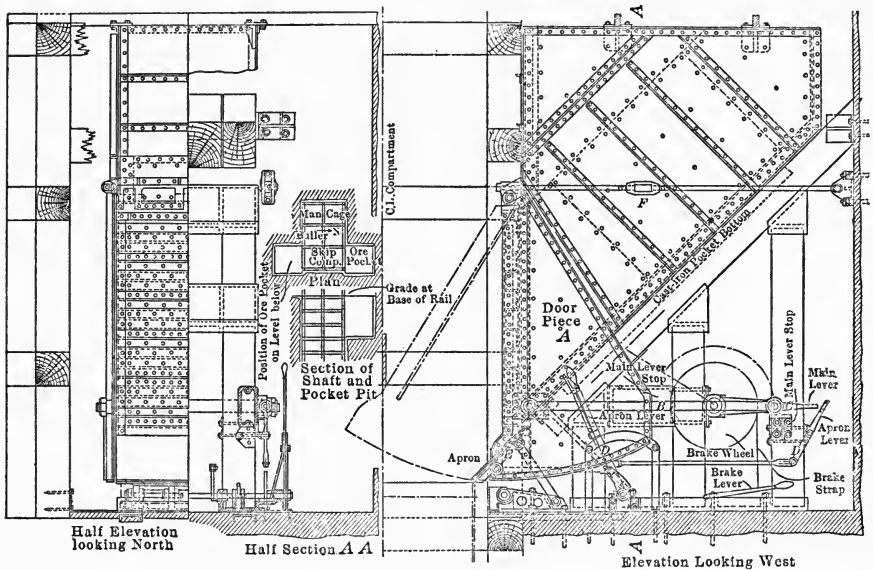 A
C.I. Compartment
Man Cage
Skip
Comp.
Ore
Pock.
Plan
Position of Ore Pocket
on Level below
Grade at
Base of Rail
Section of
Shaft and
Pocket Pit
F
Cast-Iron Pocket Bottom
Door
Piece
A
Main Lever
Stop
Main Lever Stop
Main
Lever
B
Apron Lever
Apron
Lever
Brake Wheel
D
Apron
Brake
Lever
Brake
Strap
A
Half Elevation
looking North
Half Section A A
Elevation Looking West